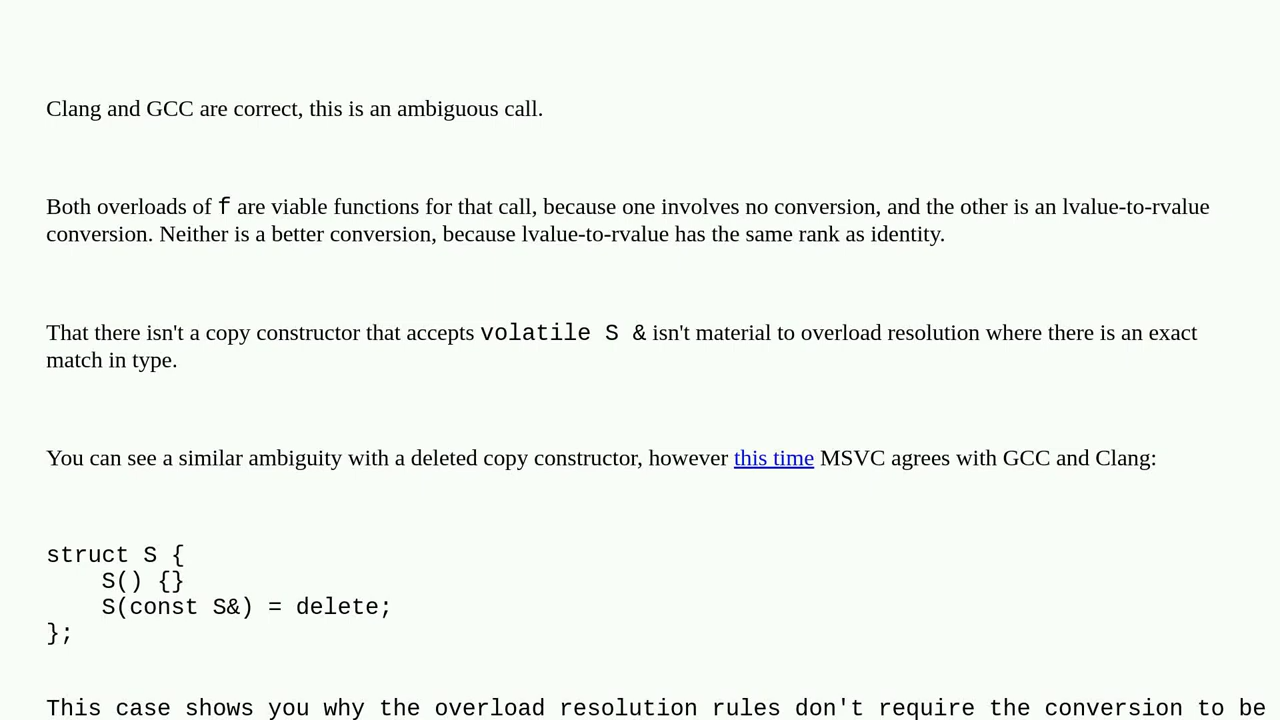 Clang and GCC are correct, this is an ambiguous call.
Both overloads of f are viable functions for that call, because one involves no conversion, and the other is an lvalue-to-rvalue
conversion. Neither is a better conversion, because lvalue-to-rvalue has the same rank as identity.
That there isn't a copy constructor that accepts volatile S & isn't material to overload resolution where there is an exact
match in type.
You can see a similar ambiguity with a deleted copy constructor, however this time MSVC agrees with GCC and Clang:
struct S {
    S() {}
    S(const S&) = delete;
};
This case shows you why the overload resolution rules don't require the conversion to be